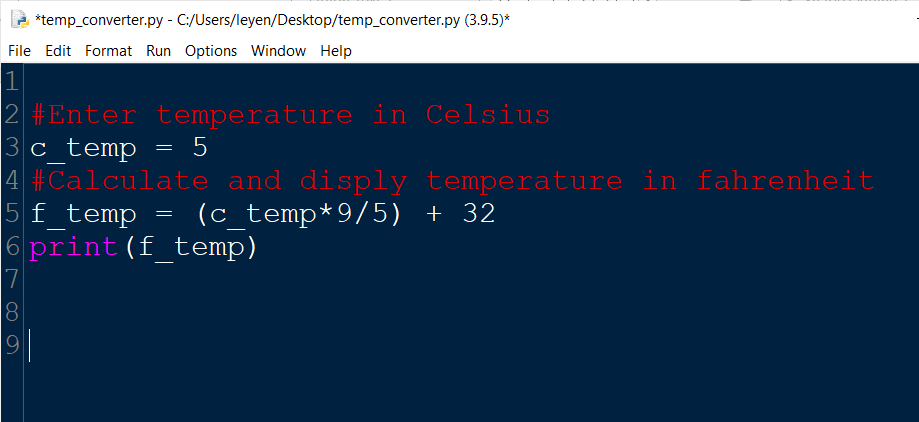 *temp_converter.py - C:/Users/leyen/Desktop/temp_converter.py (3.9.5)*
File Edit Format Run Options Window Help
1
2 #Enter temperature in Celsius
3 c_temp = 5
4 #Calculate and disply temperature in fahrenheit
5 f_temp = (c_temp*9/5) + 32
6 print(f_temp)
7
8
9